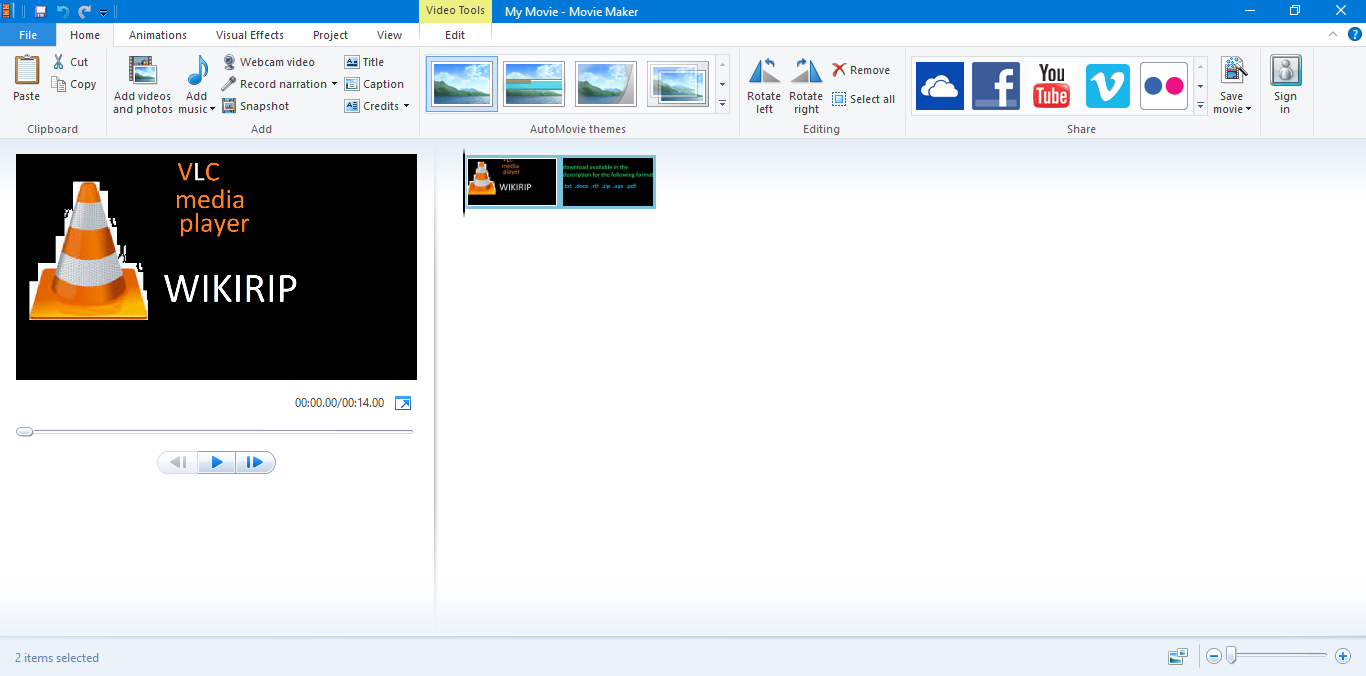 Video Tools
My Movie - Movie Maker
File
Home
Animations
Visual Effects
Project
View
Edit
Paste
Cut
Copy
Clipboard
Add videos
and photos
Add
music
Webcam video
Record narration
Snapshot
Title
Caption
Credits
Add
AutoMovie themes
Rotate
left
Rotate
right
Remove
Select all
Editing
f
You
Tube
v
Share
Save
movie
Sign
in
VLC
media
player
WIKIRIP
VLC
media
player
WIKIRIP
download available in the
description for the following format
.txt .docx .rtf .zip .xps .pdf
00:00.00/00:14.00
2 items selected